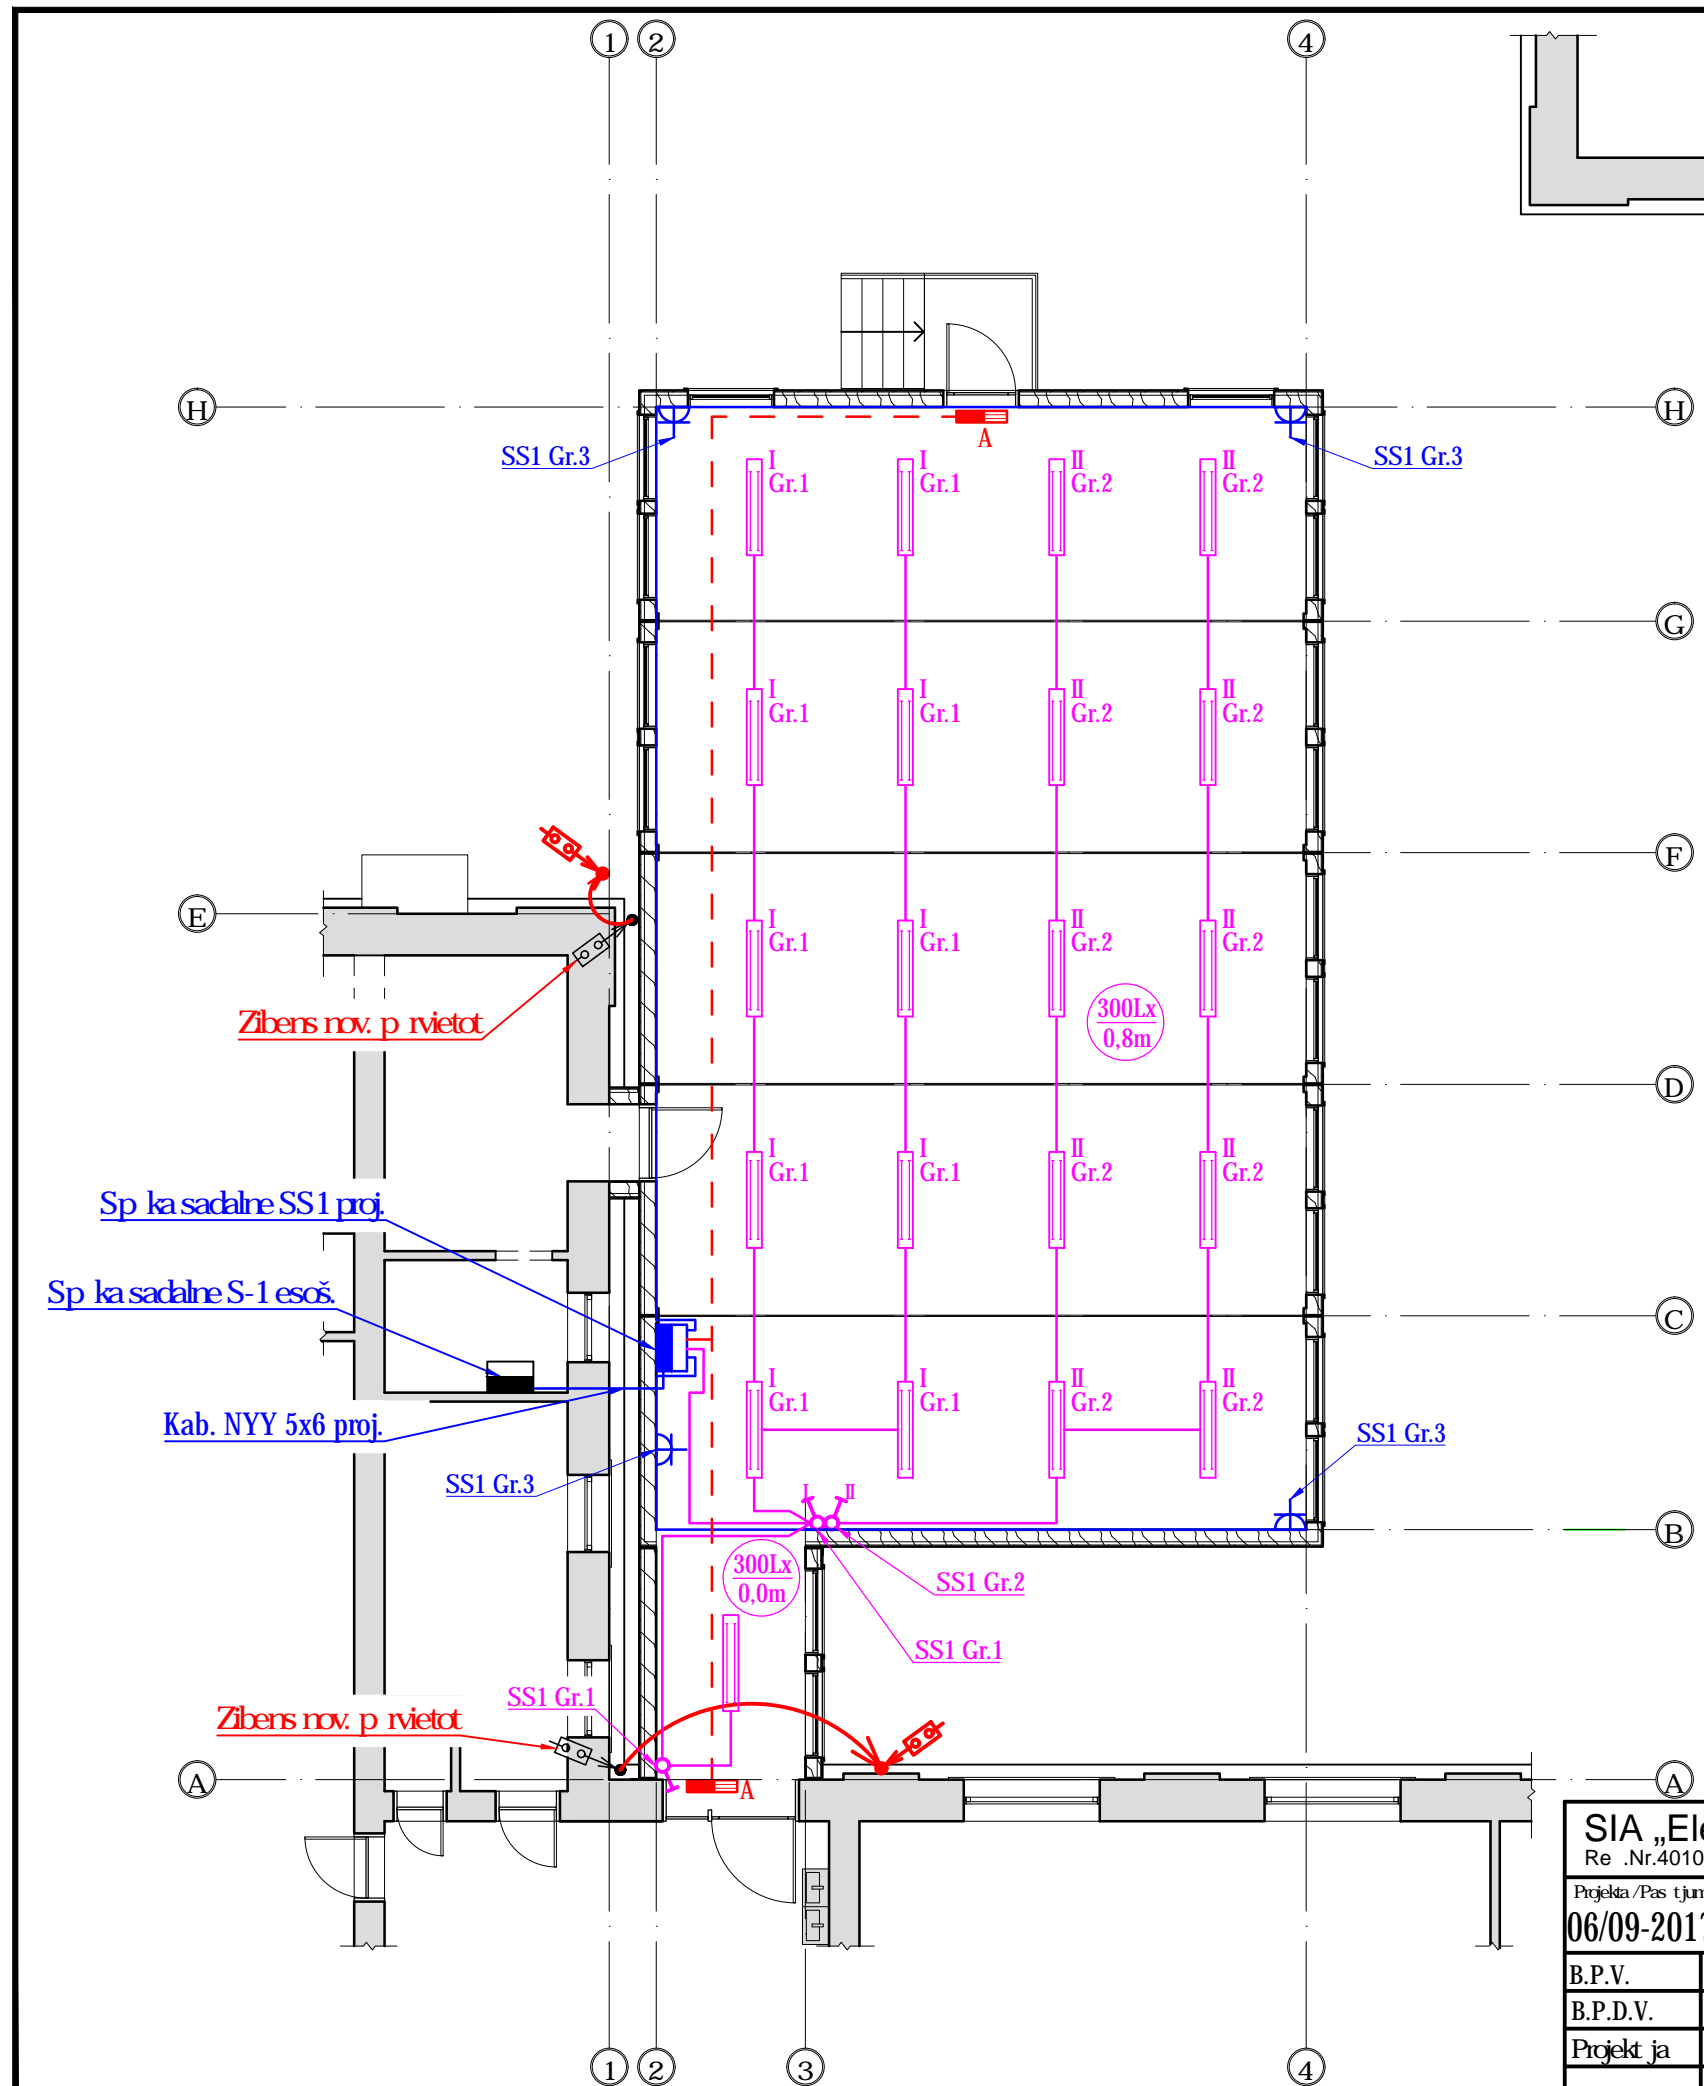 1
2
4
H
H
A
SS1 Gr.3
SS1 Gr.3
I
Gr.1
I
Gr.1
II
Gr.2
II
Gr.2
G
I
Gr.1
I
Gr.1
II
Gr.2
II
Gr.2
F
E
I
Gr.1
I
Gr.1
II
Gr.2
II
Gr.2
300Lx
0,8m
Zibens nov. p rvietot
D
I
Gr.1
I
Gr.1
II
Gr.2
II
Gr.2
Sp ka sadalne SS1 proj.
Sp ka sadalne S-1 esoš.
C
I
Gr.1
I
Gr.1
II
Gr.2
II
Gr.2
Kab. NYY 5x6 proj.
SS1 Gr.3
SS1 Gr.3
I
II
B
300Lx
0,0m
SS1 Gr.2
SS1 Gr.1
SS1 Gr.1
Zibens nov. p rvietot
A
A
A
SIA „Ele
Re .Nr.4010
Projekta /Pas tjum
06/09-201
B.P.V.
B.P.D.V.
Projekt ja
1
2
3
4